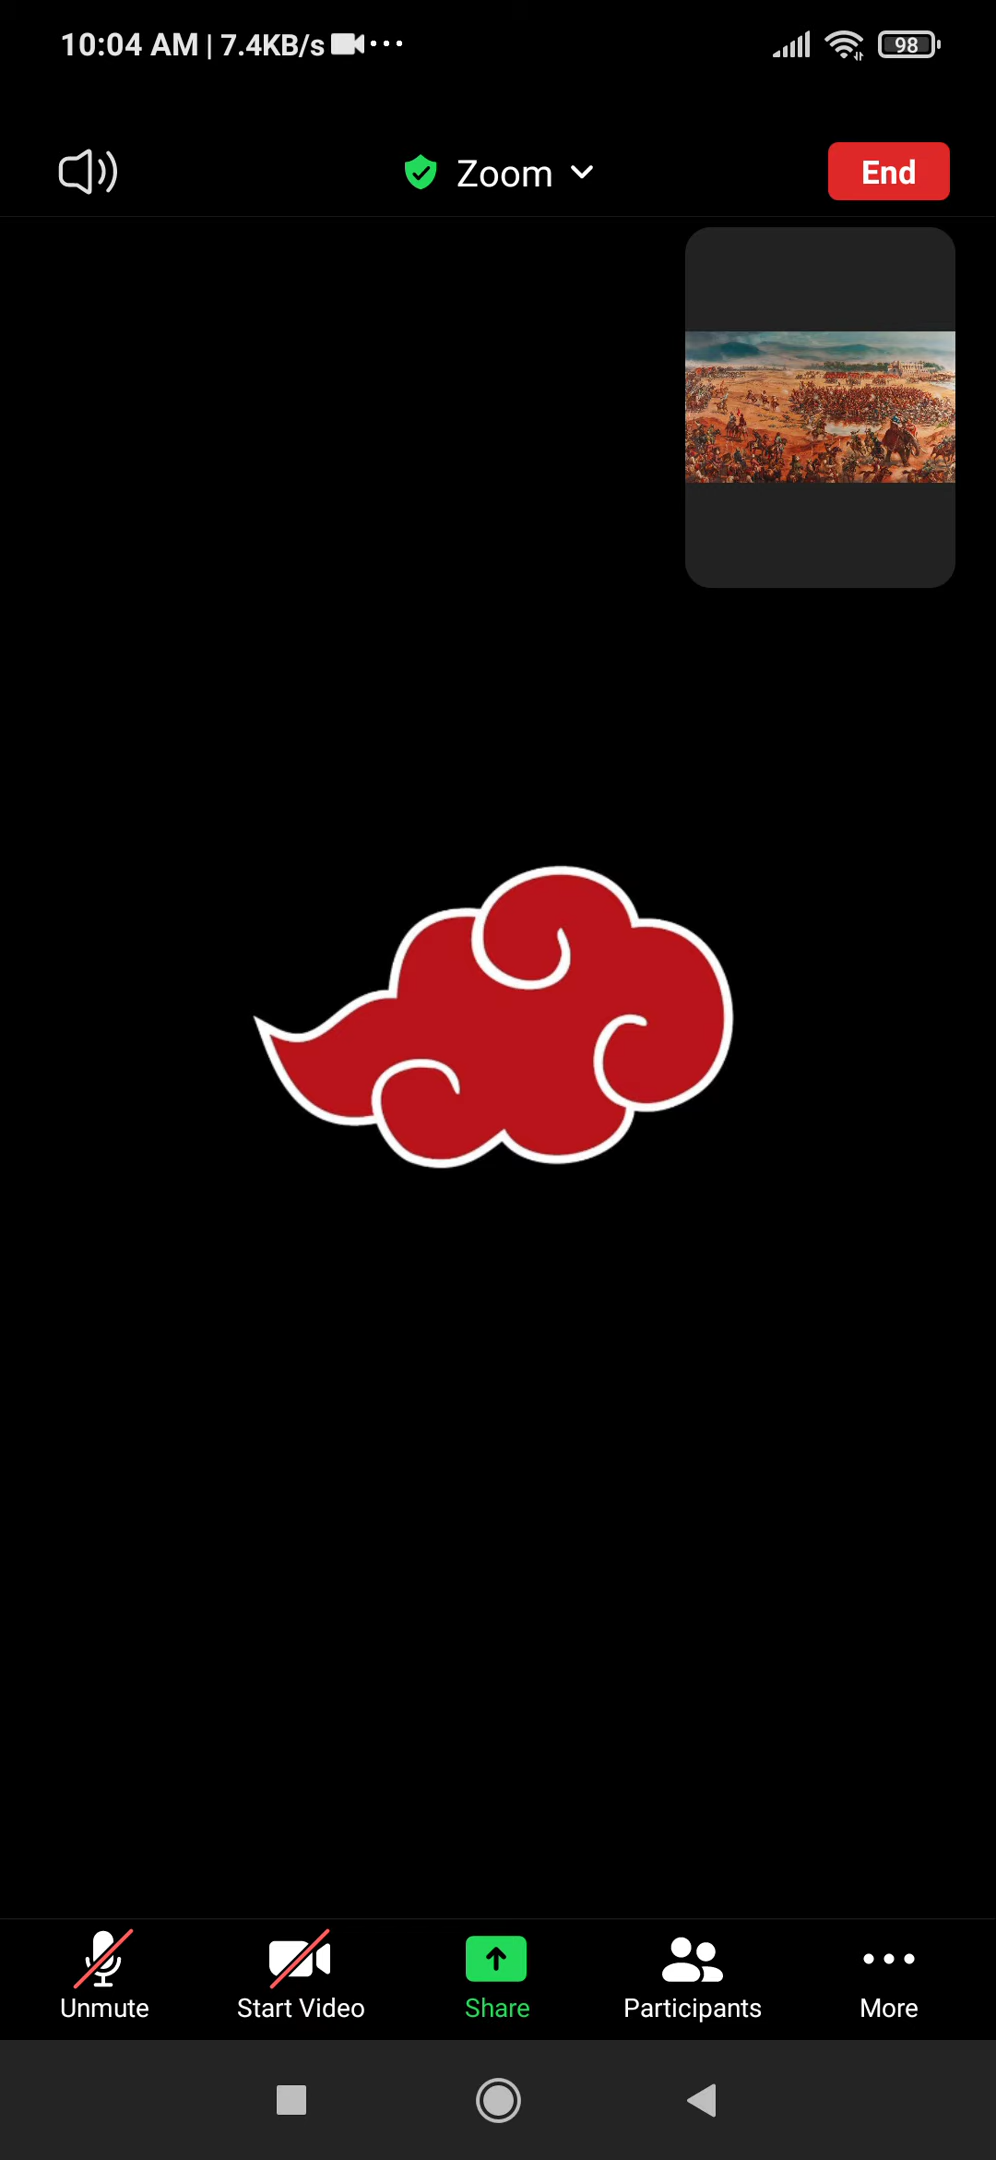 10:04 AM | 7.4KB/s ... 98
Zoom
End
Unmute
Start Video
Share
Participants
More